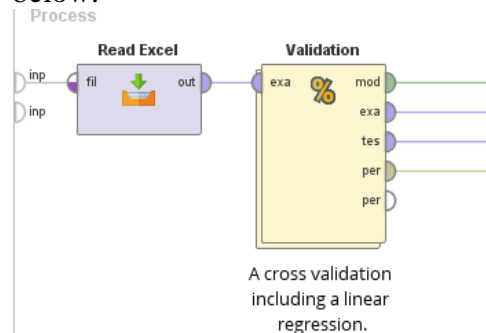 below.
Process
Read Excel
Validation
inp
fil
out
exa
mod
inp
exa
tes
per
per
A cross validation
including a linear
regression.